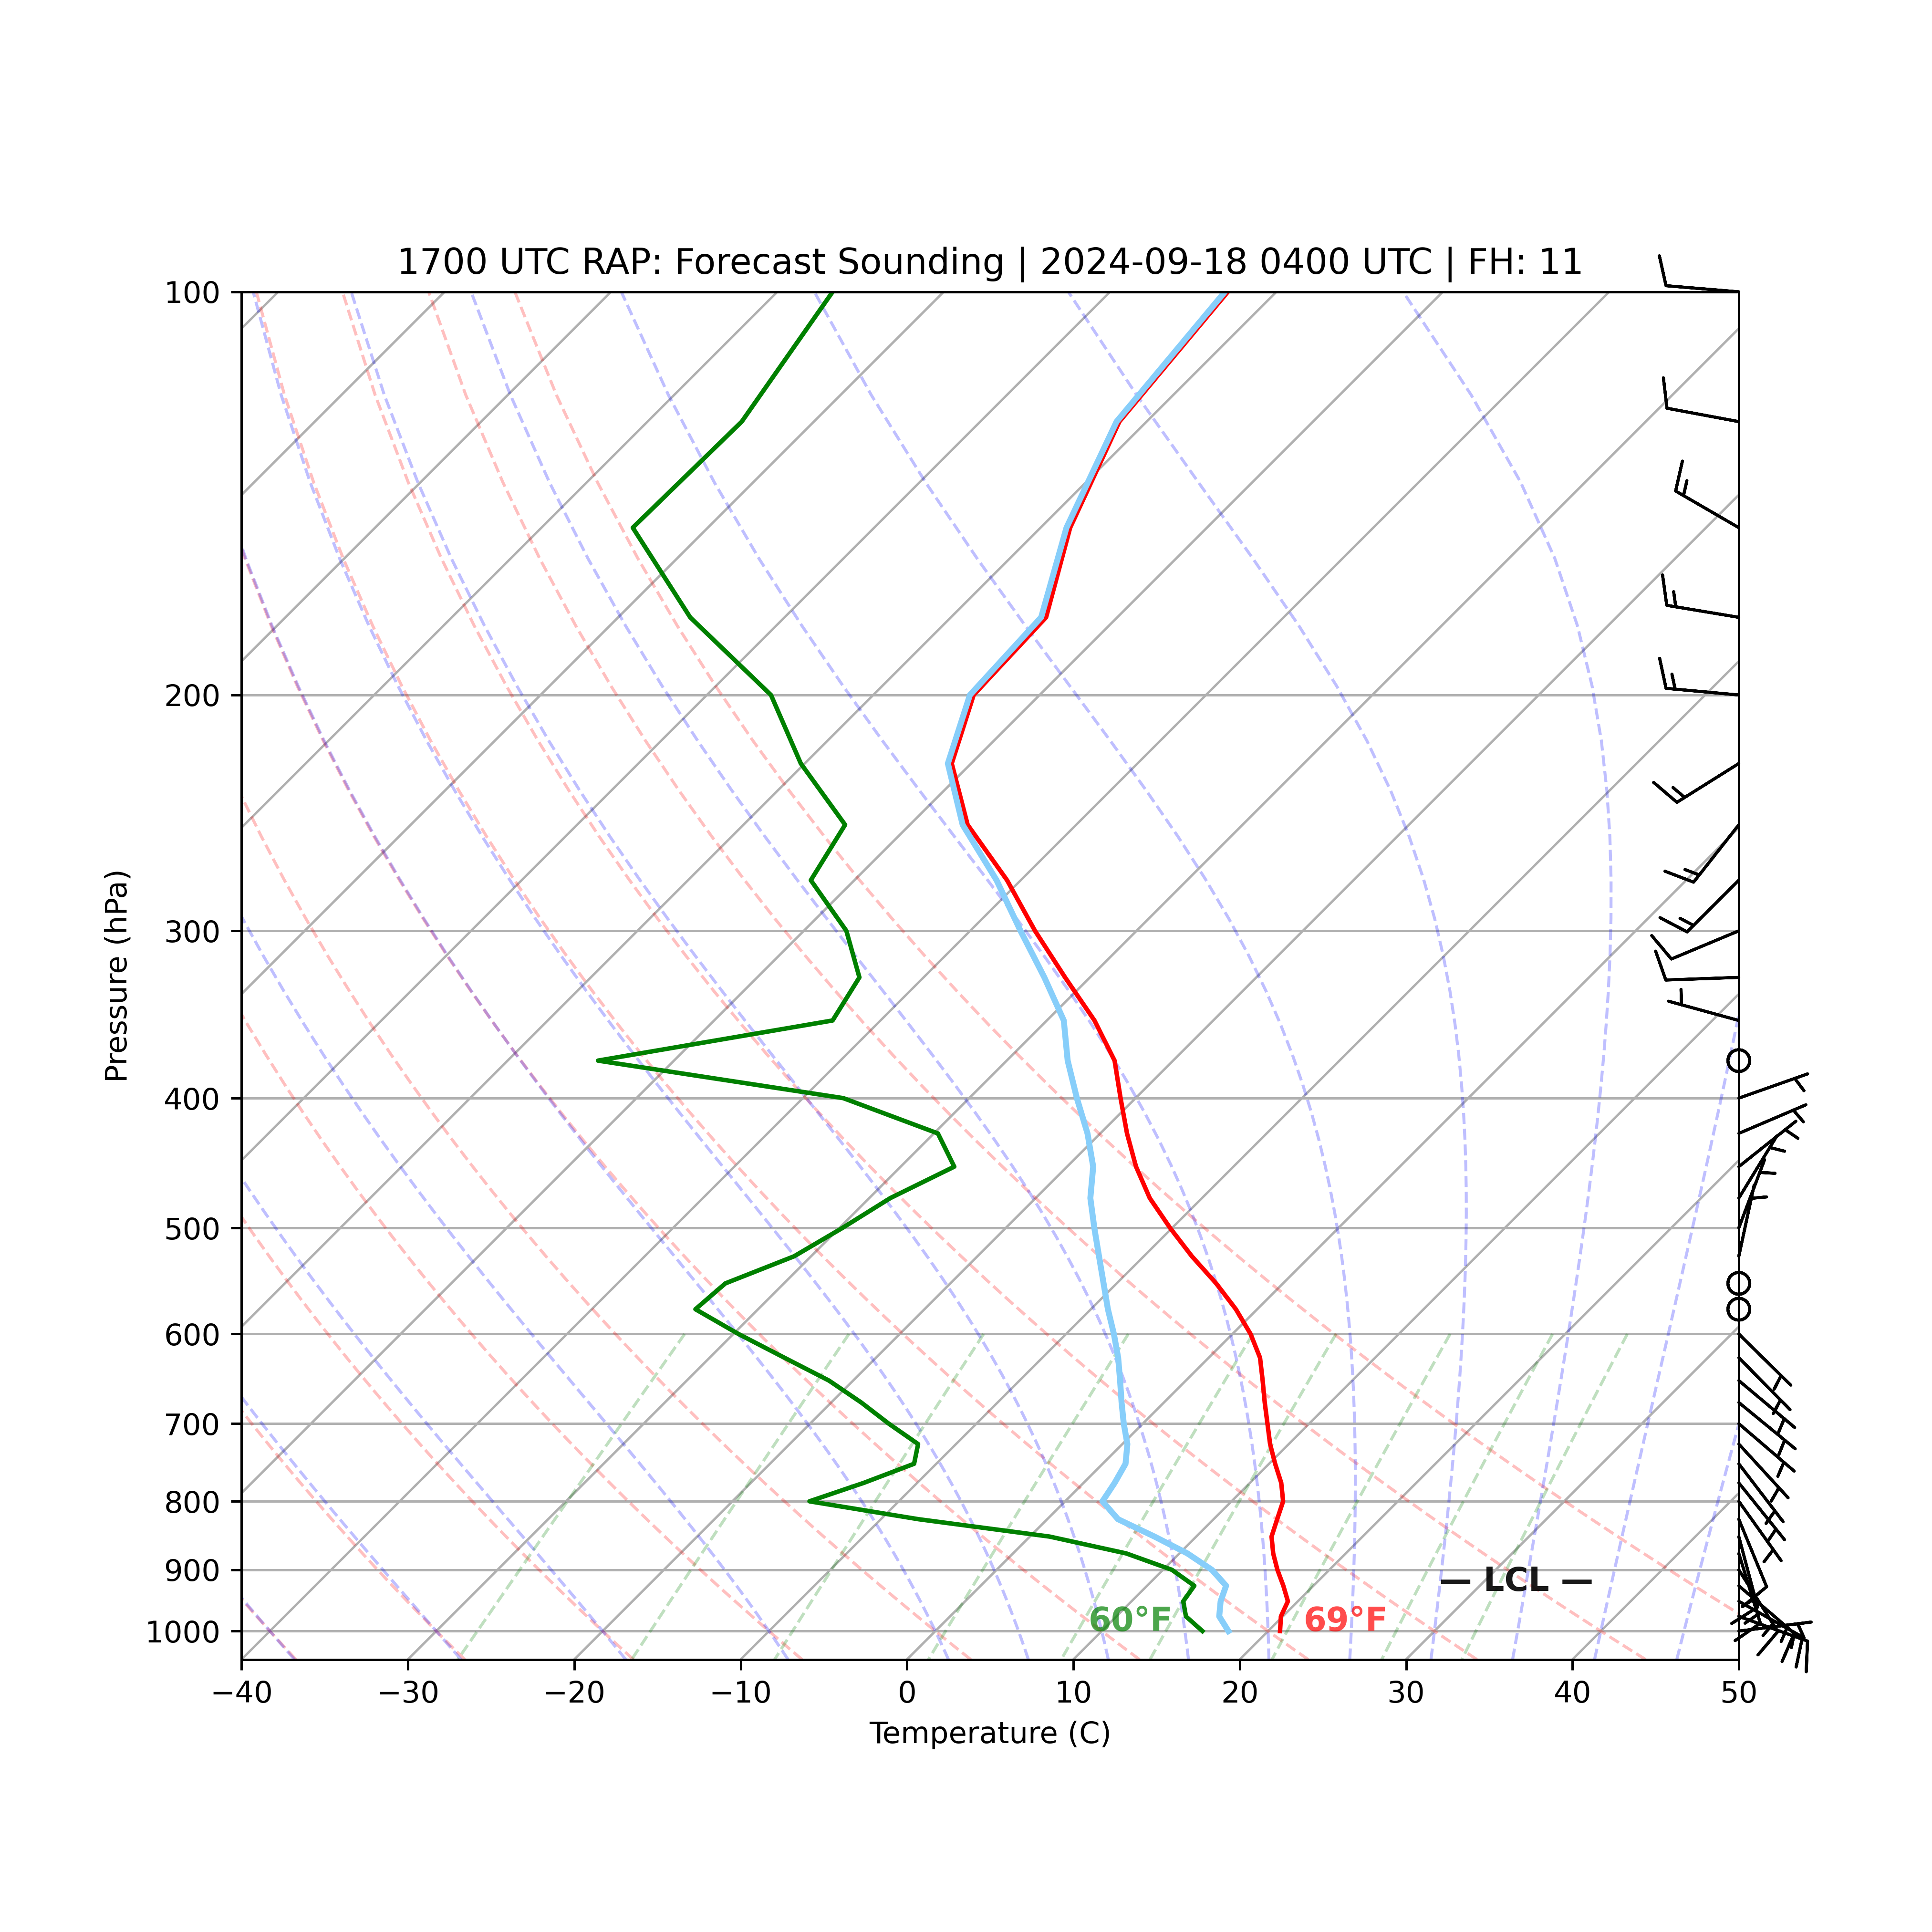 1700 UTC RAP: Forecast Sounding | 2024-09-18 0400 UTC | FH: 11
100
200
300
400
500
600
700
800
900
1000
Pressure (hPa)
— LCL —
60°F
69°F
−40 −30 −20 −10 0 10 20 30 40 50
Temperature (C)